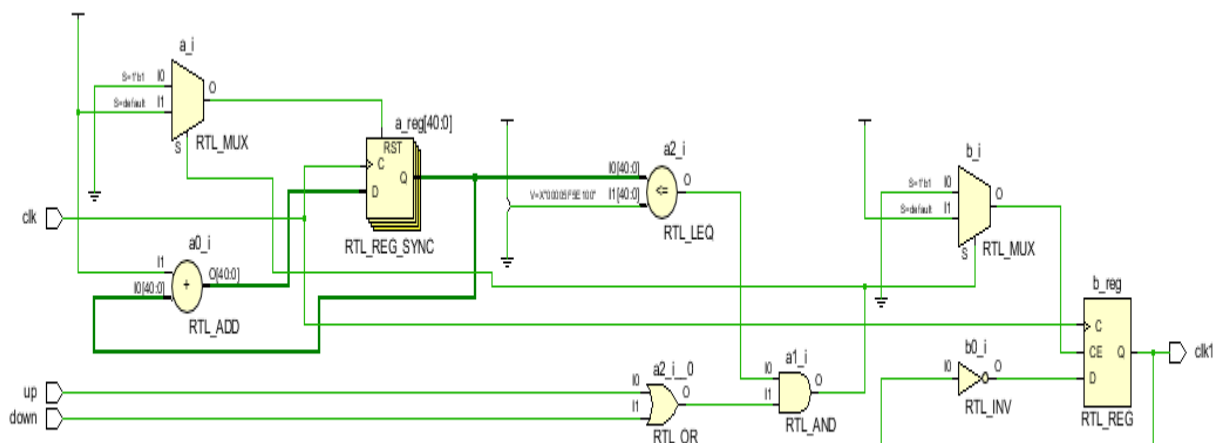 a_i
S=1'b1 I0
O
S=default I1
S
RTL_MUX
a_reg[40:0]
RST
C
Q
D
RTL_REG_SYNC
clk
a0_i
I1
O[40:0]
I0[40:0]
+
RTL_ADD
a2_i
I0[40:0]
O
<=
V=X"00005F5E100" I1[40:0]
RTL_LEQ
b_i
S=1'b1 I0
O
S=default I1
S
RTL_MUX
b_reg
C
CE Q
D
RTL_REG
clk1
b0_i
I0 O
RTL_INV
a1_i
I0
O
I1
RTL_AND
a2_i__0
up
I0
O
down
I1
RTL_OR